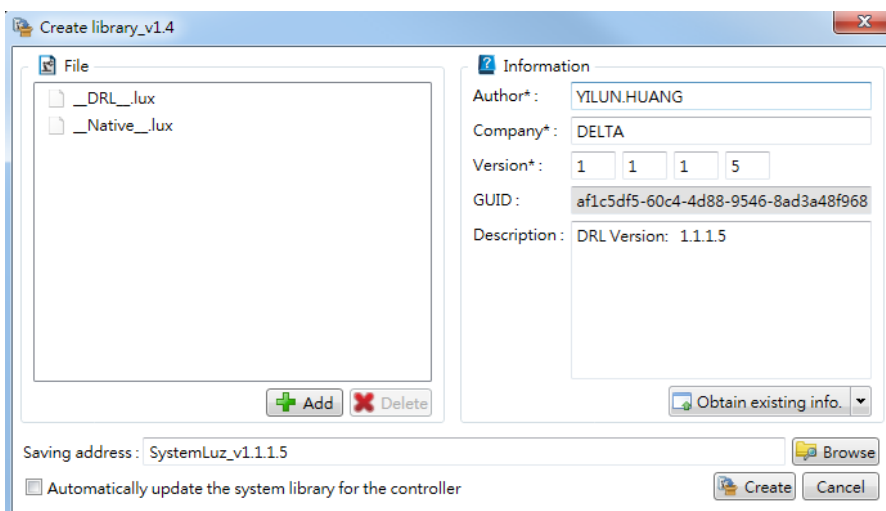 Create library_v1.4
File
__DRL__.lux
__Native__.lux
Add
Delete
Information
Author* : YILUN.HUANG
Company* : DELTA
Version* : 1 1 1 5
GUID : af1c5df5-60c4-4d88-9546-8ad3a48f968
Description : DRL Version: 1.1.1.5
Obtain existing info.
Saving address : SystemLuz_v1.1.1.5
Browse
Automatically update the system library for the controller
Create
Cancel